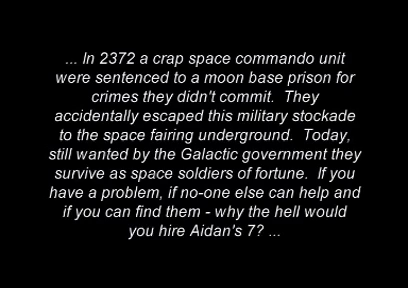 ... In 2372 a crap space commando unit
were sentenced to a moon base prison for
crimes they didn't commit.  They
accidentally escaped this military stockade
to the space fairing underground.  Today,
still wanted by the Galactic government they
survive as space soldiers of fortune.  If you
have a problem, if no-one else can help and
if you can find them - why the hell would
you hire Aidan's 7? ...